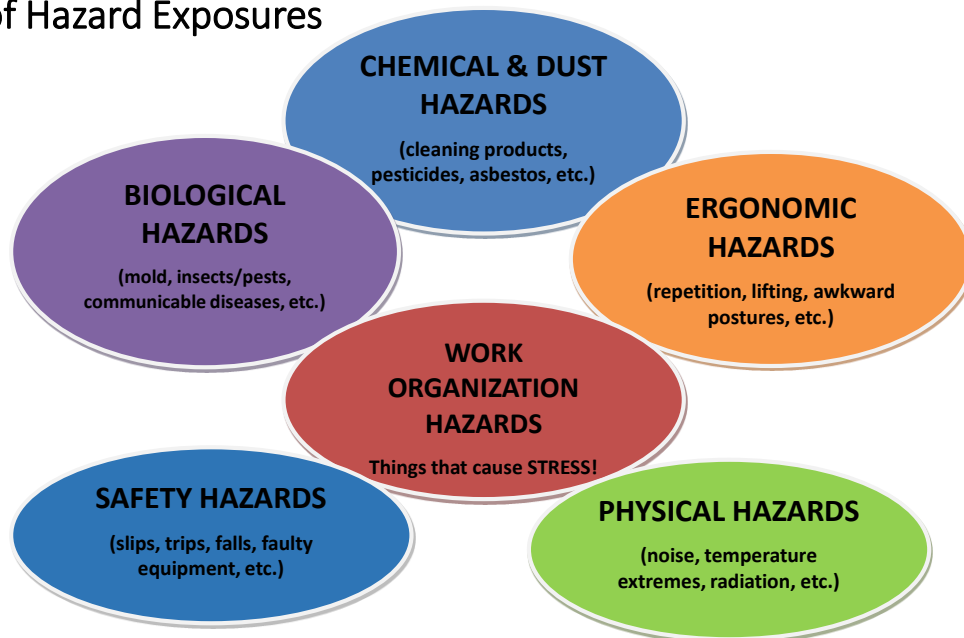 of Hazard Exposures
CHEMICAL & DUST
HAZARDS
(cleaning products,
pesticides, asbestos, etc.)
BIOLOGICAL
HAZARDS
(mold, insects/pests,
communicable diseases, etc.)
ERGONOMIC
HAZARDS
(repetition, lifting, awkward
postures, etc.)
WORK
ORGANIZATION
HAZARDS
Things that cause STRESS!
SAFETY HAZARDS
(slips, trips, falls, faulty
equipment, etc.)
PHYSICAL HAZARDS
(noise, temperature
extremes, radiation, etc.)